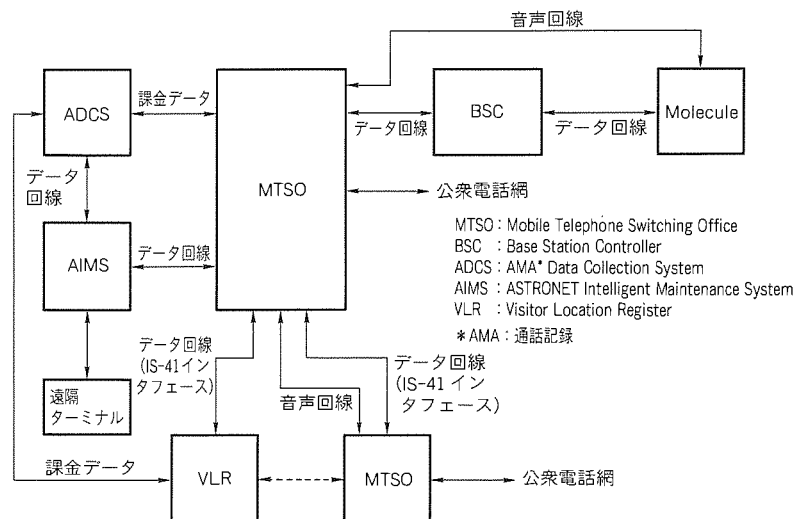 音声回線
ADCS
課金データ
MTSO
データ回線
BSC
データ回線
Molecule
データ
回線
公衆電話網
AIMS
データ回線
MTSO : Mobile Telephone Switching Office
BSC : Base Station Controller
ADCS : AMA* Data Collection System
AIMS : ASTRONET Intelligent Maintenance System
VLR : Visitor Location Register
*AMA : 通話記録
遠隔
ターミナル
データ回線
(IS-41イン
タフェース)
音声回線
データ回線
(IS-41イン
タフェース)
課金データ
VLR
MTSO
公衆電話網